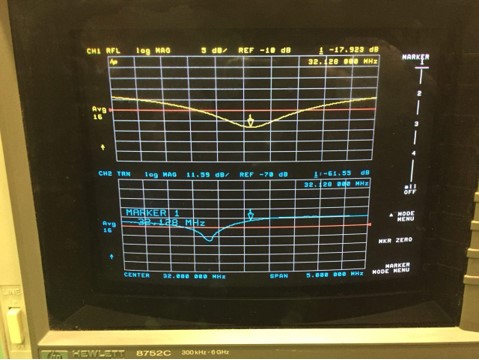 CH1 RFL log MAG 5 dB/ REF -10 dB 1 -17.923 dB
32.128 000 MHz
MARKER
1
2
3
4
all
OFF
Avg
16
CH2 TRN log MAG 11.59 dB/ REF -70 dB 1:-61.55 dB
32.128 000 MHz
MARKER 1
32.128 MHz
Avg
16
MODE
MENU
MKR ZERO
MARKER
MODE MENU
CENTER 32.000 000 MHz SPAN 5.000 000 MHz
LINE
hp HEWLETT 8752C 300 kHz-6 GHz